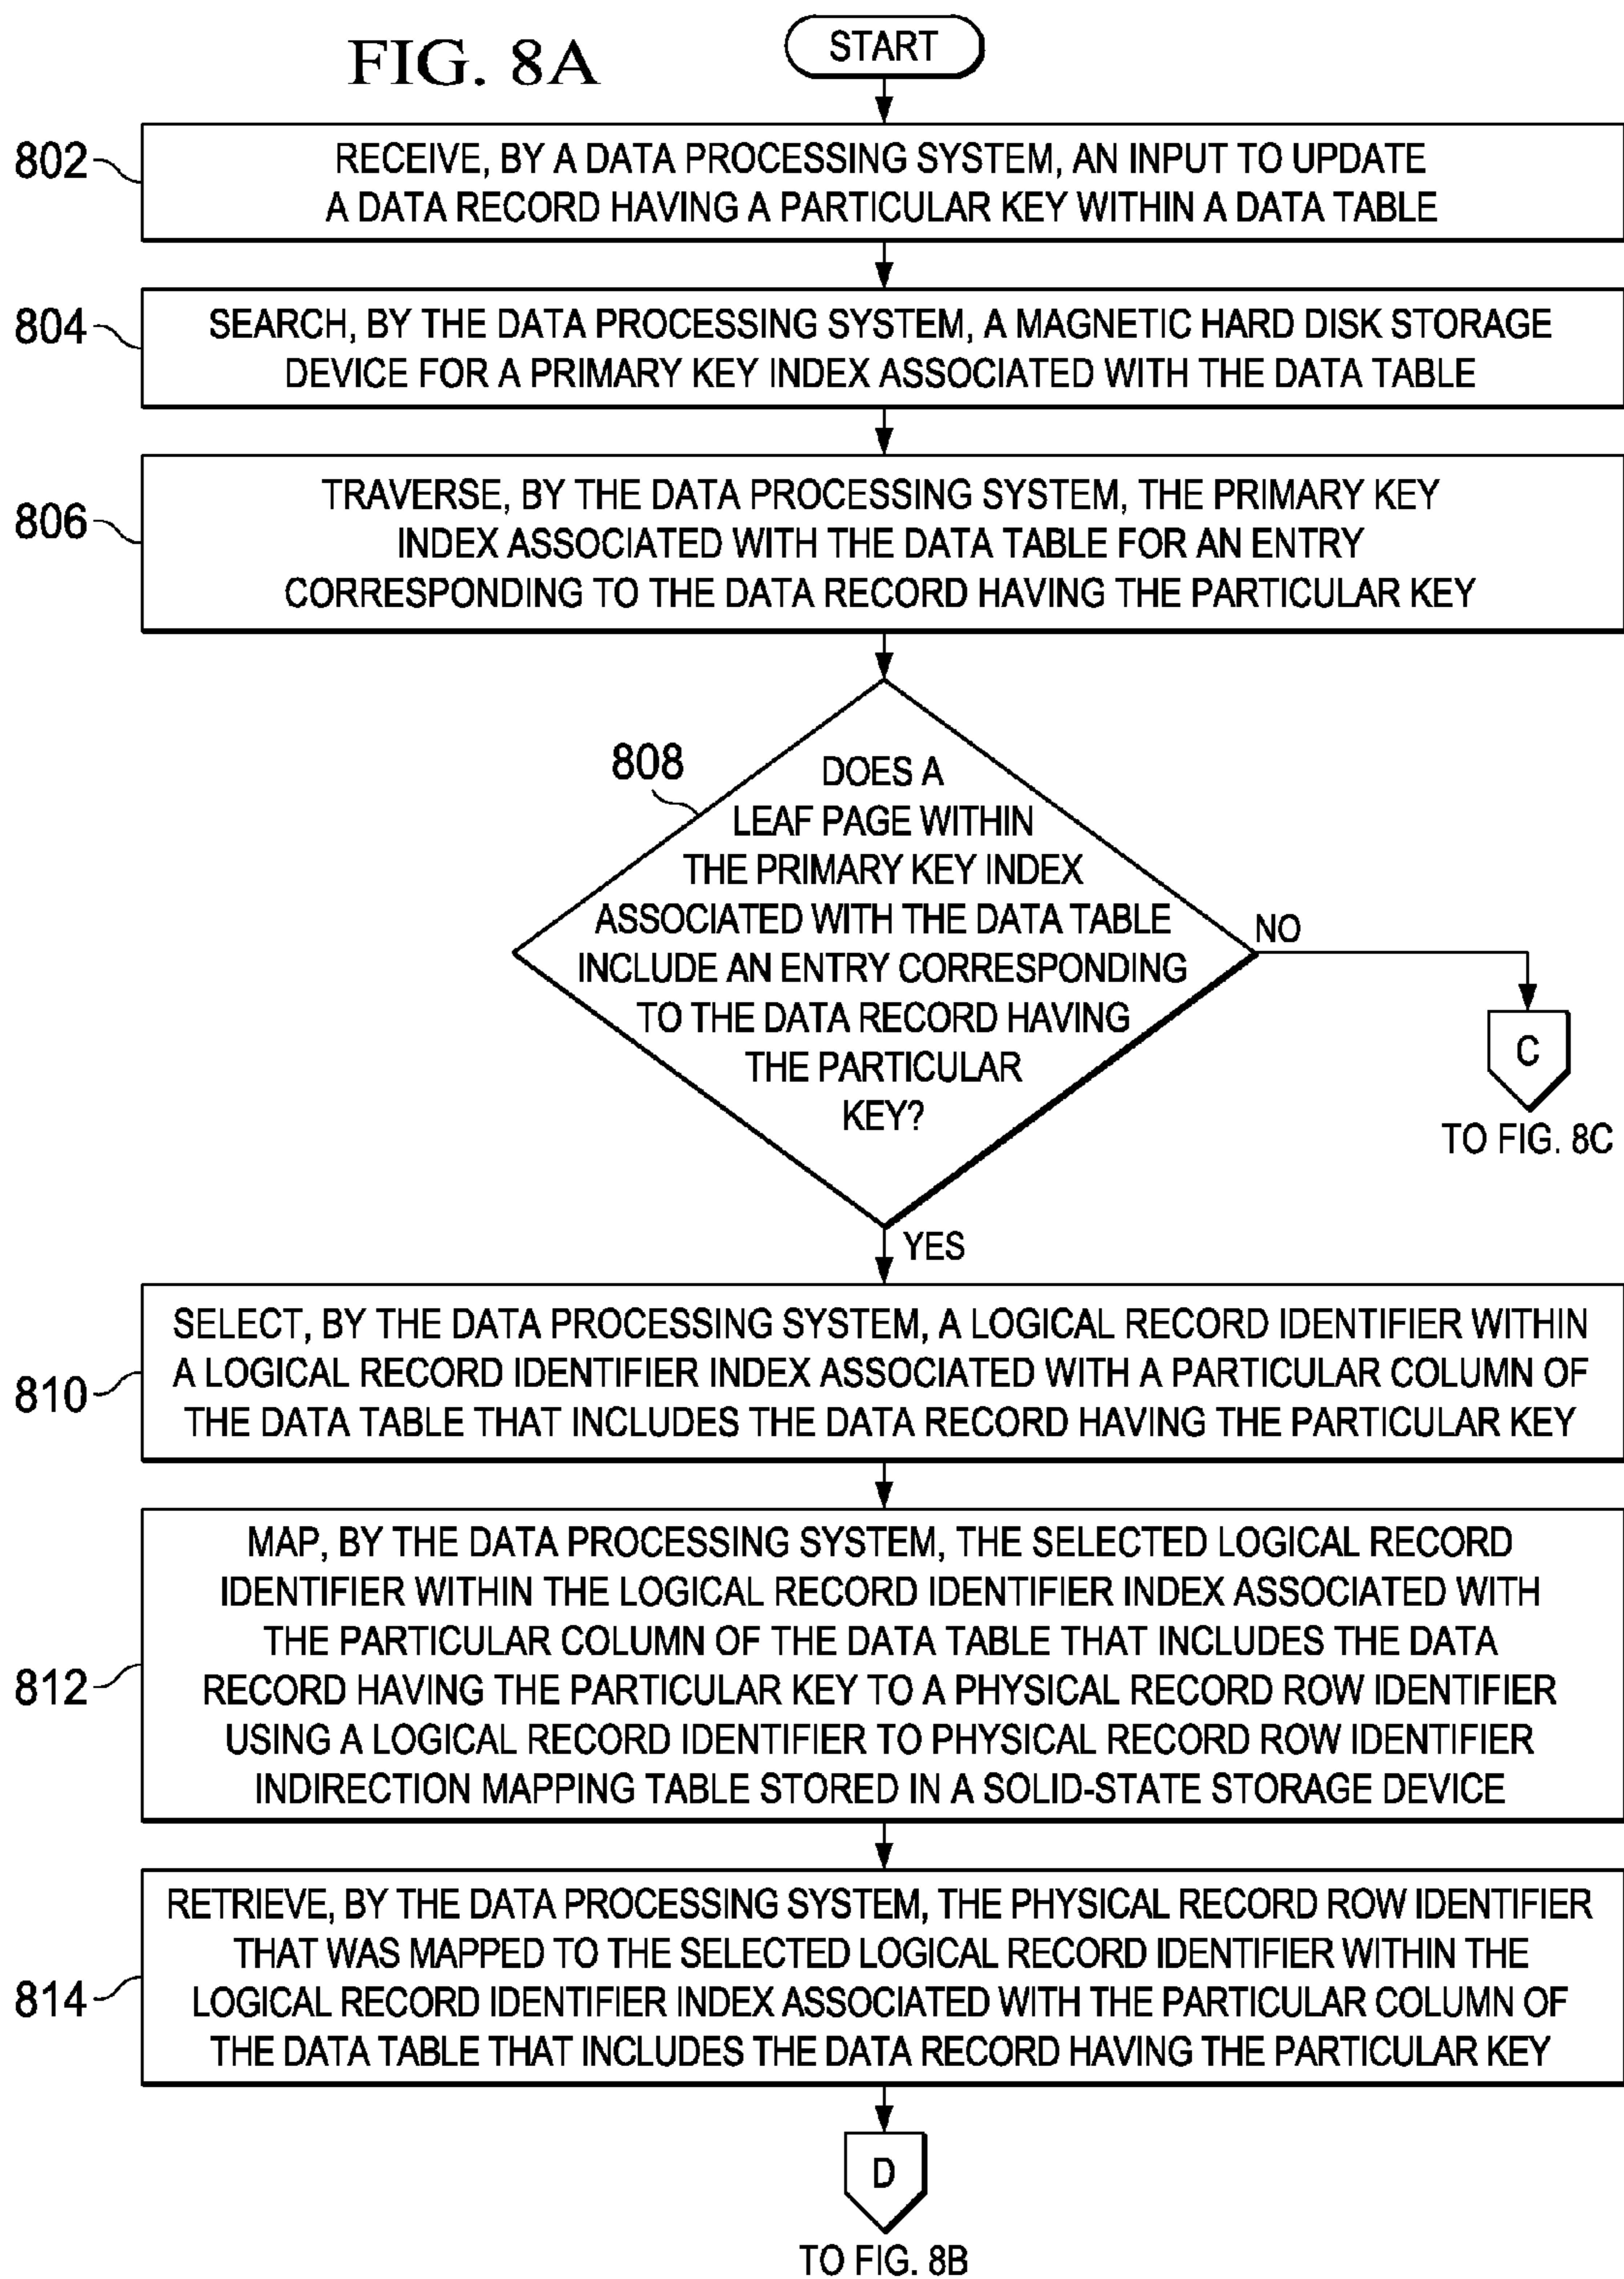 FIG. 8A
START
802
RECEIVE, BY A DATA PROCESSING SYSTEM, AN INPUT TO UPDATE
A DATA RECORD HAVING A PARTICULAR KEY WITHIN A DATA TABLE
804
SEARCH, BY THE DATA PROCESSING SYSTEM, A MAGNETIC HARD DISK STORAGE
DEVICE FOR A PRIMARY KEY INDEX ASSOCIATED WITH THE DATA TABLE
806
TRAVERSE, BY THE DATA PROCESSING SYSTEM, THE PRIMARY KEY
INDEX ASSOCIATED WITH THE DATA TABLE FOR AN ENTRY
CORRESPONDING TO THE DATA RECORD HAVING THE PARTICULAR KEY
808
DOES A
LEAF PAGE WITHIN
THE PRIMARY KEY INDEX
ASSOCIATED WITH THE DATA TABLE
INCLUDE AN ENTRY CORRESPONDING
TO THE DATA RECORD HAVING
THE PARTICULAR
KEY?
NO
C
TO FIG. 8C
YES
810
SELECT, BY THE DATA PROCESSING SYSTEM, A LOGICAL RECORD IDENTIFIER WITHIN
A LOGICAL RECORD IDENTIFIER INDEX ASSOCIATED WITH A PARTICULAR COLUMN OF
THE DATA TABLE THAT INCLUDES THE DATA RECORD HAVING THE PARTICULAR KEY
812
MAP, BY THE DATA PROCESSING SYSTEM, THE SELECTED LOGICAL RECORD
IDENTIFIER WITHIN THE LOGICAL RECORD IDENTIFIER INDEX ASSOCIATED WITH
THE PARTICULAR COLUMN OF THE DATA TABLE THAT INCLUDES THE DATA
RECORD HAVING THE PARTICULAR KEY TO A PHYSICAL RECORD ROW IDENTIFIER
USING A LOGICAL RECORD IDENTIFIER TO PHYSICAL RECORD ROW IDENTIFIER
INDIRECTION MAPPING TABLE STORED IN A SOLID-STATE STORAGE DEVICE
814
RETRIEVE, BY THE DATA PROCESSING SYSTEM, THE PHYSICAL RECORD ROW IDENTIFIER
THAT WAS MAPPED TO THE SELECTED LOGICAL RECORD IDENTIFIER WITHIN THE
LOGICAL RECORD IDENTIFIER INDEX ASSOCIATED WITH THE PARTICULAR COLUMN OF
THE DATA TABLE THAT INCLUDES THE DATA RECORD HAVING THE PARTICULAR KEY
D
TO FIG. 8B